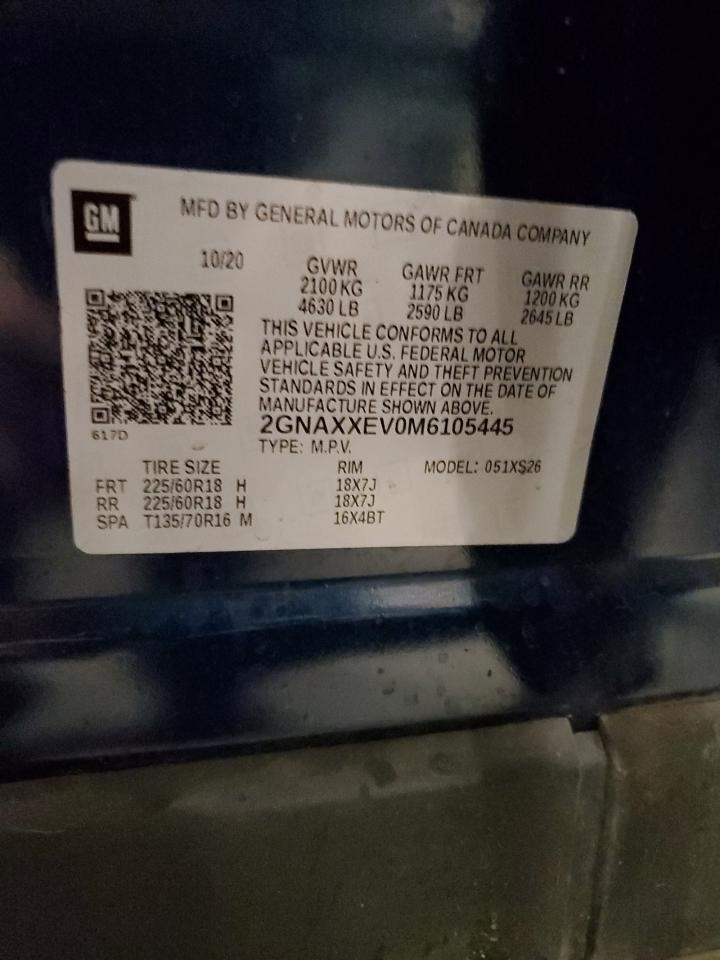 GM
MFD BY GENERAL MOTORS OF CANADA COMPANY
10/20
GVWR GAWR FRT GAWR RR
2100 KG 1175 KG 1200 KG
4630 LB 2590 LB 2645 LB
THIS VEHICLE CONFORMS TO ALL
APPLICABLE U.S. FEDERAL MOTOR
VEHICLE SAFETY AND THEFT PREVENTION
STANDARDS IN EFFECT ON THE DATE OF
MANUFACTURE SHOWN ABOVE.
2GNAXXEV0M6105445
617D
TYPE: M.P.V.
TIRE SIZE RIM MODEL: 051XS26
FRT 225/60R18 H 18X7J
RR 225/60R18 H 18X7J
SPA T135/70R16 M 16X4BT